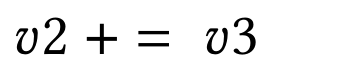 v2 + = v3